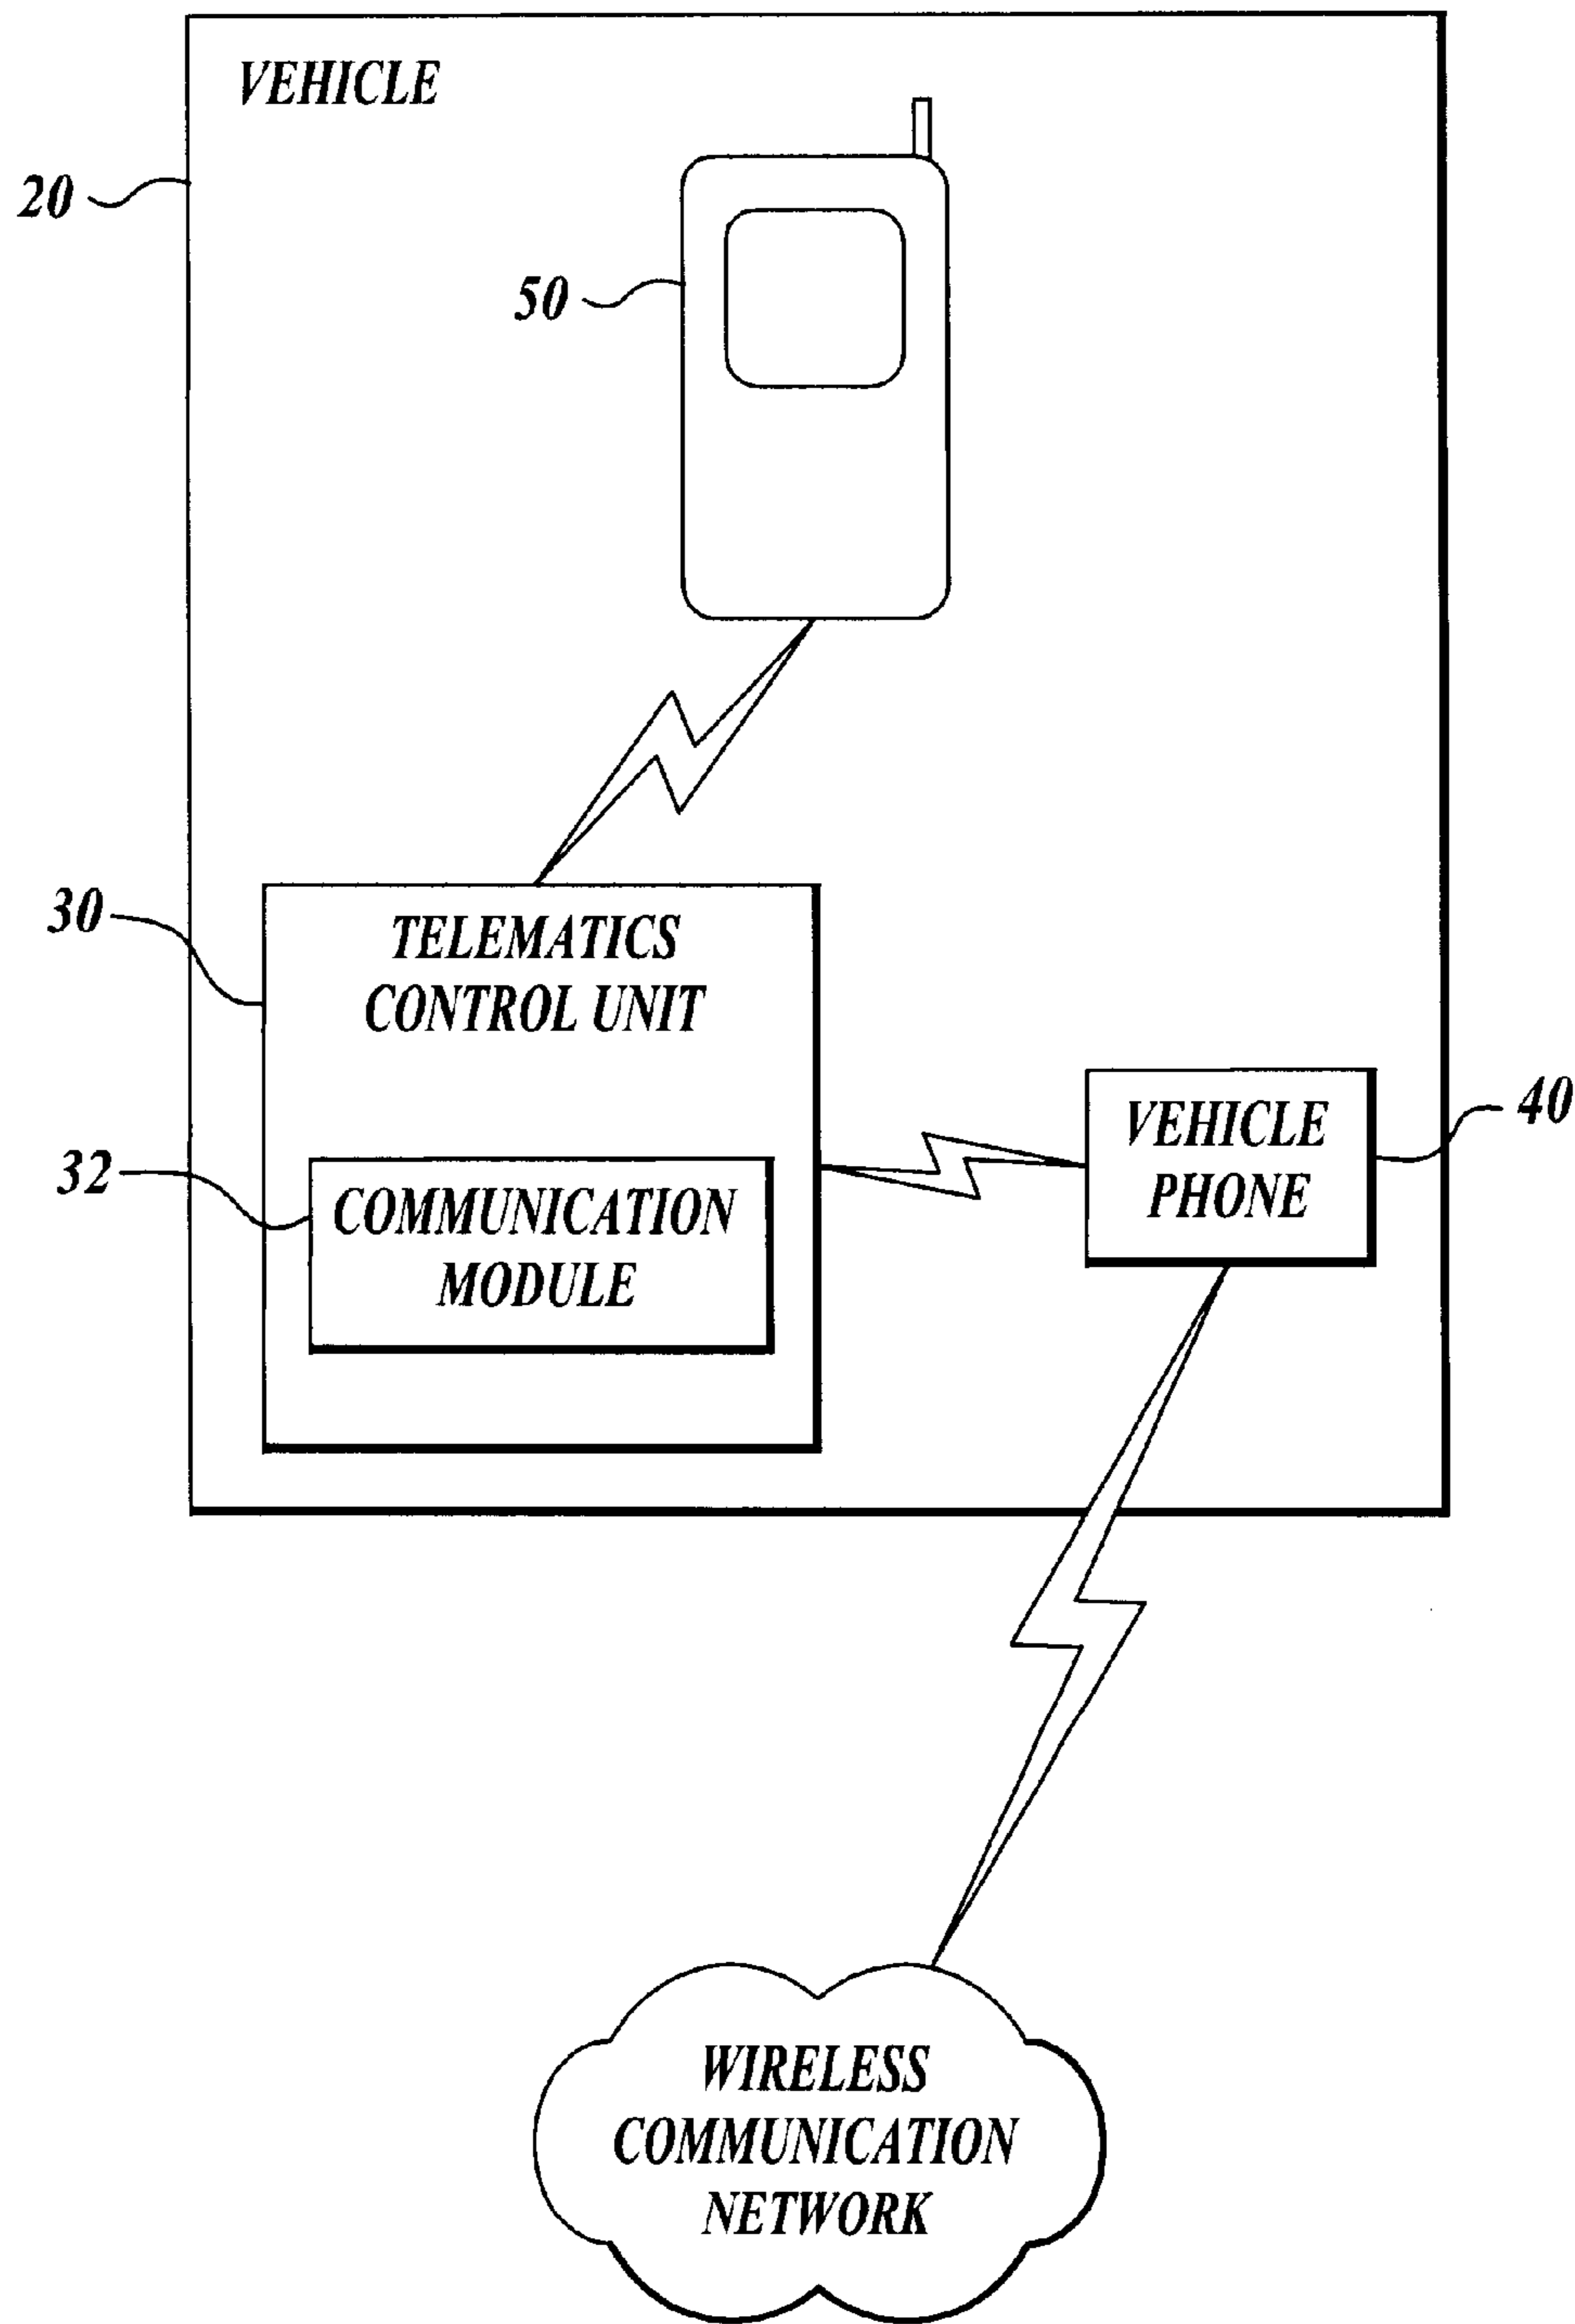 VEHICLE
20
50
30
TELEMATICS
CONTROL UNIT
32
COMMUNICATION
MODULE
VEHICLE
PHONE
40
WIRELESS
COMMUNICATION
NETWORK